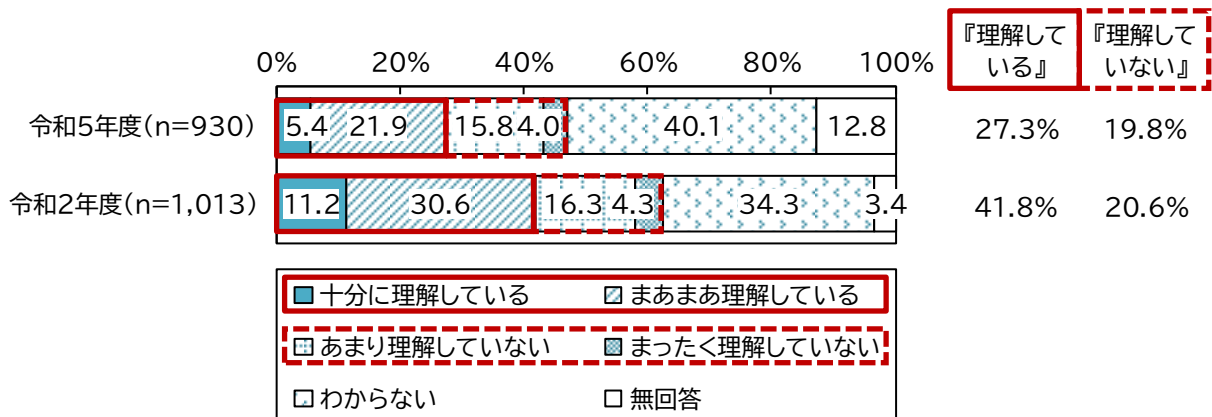 『理解して
いる』
『理解して
いない』
0%
20%
40%
60%
80%
100%
令和5年度(n=930)
5.4
21.9
15.8
4.0
40.1
12.8
27.3%
19.8%
令和2年度(n=1,013)
11.2
30.6
16.3
4.3
34.3
3.4
41.8%
20.6%
十分に理解している
まあまあ理解している
あまり理解していない
まったく理解していない
わからない
無回答